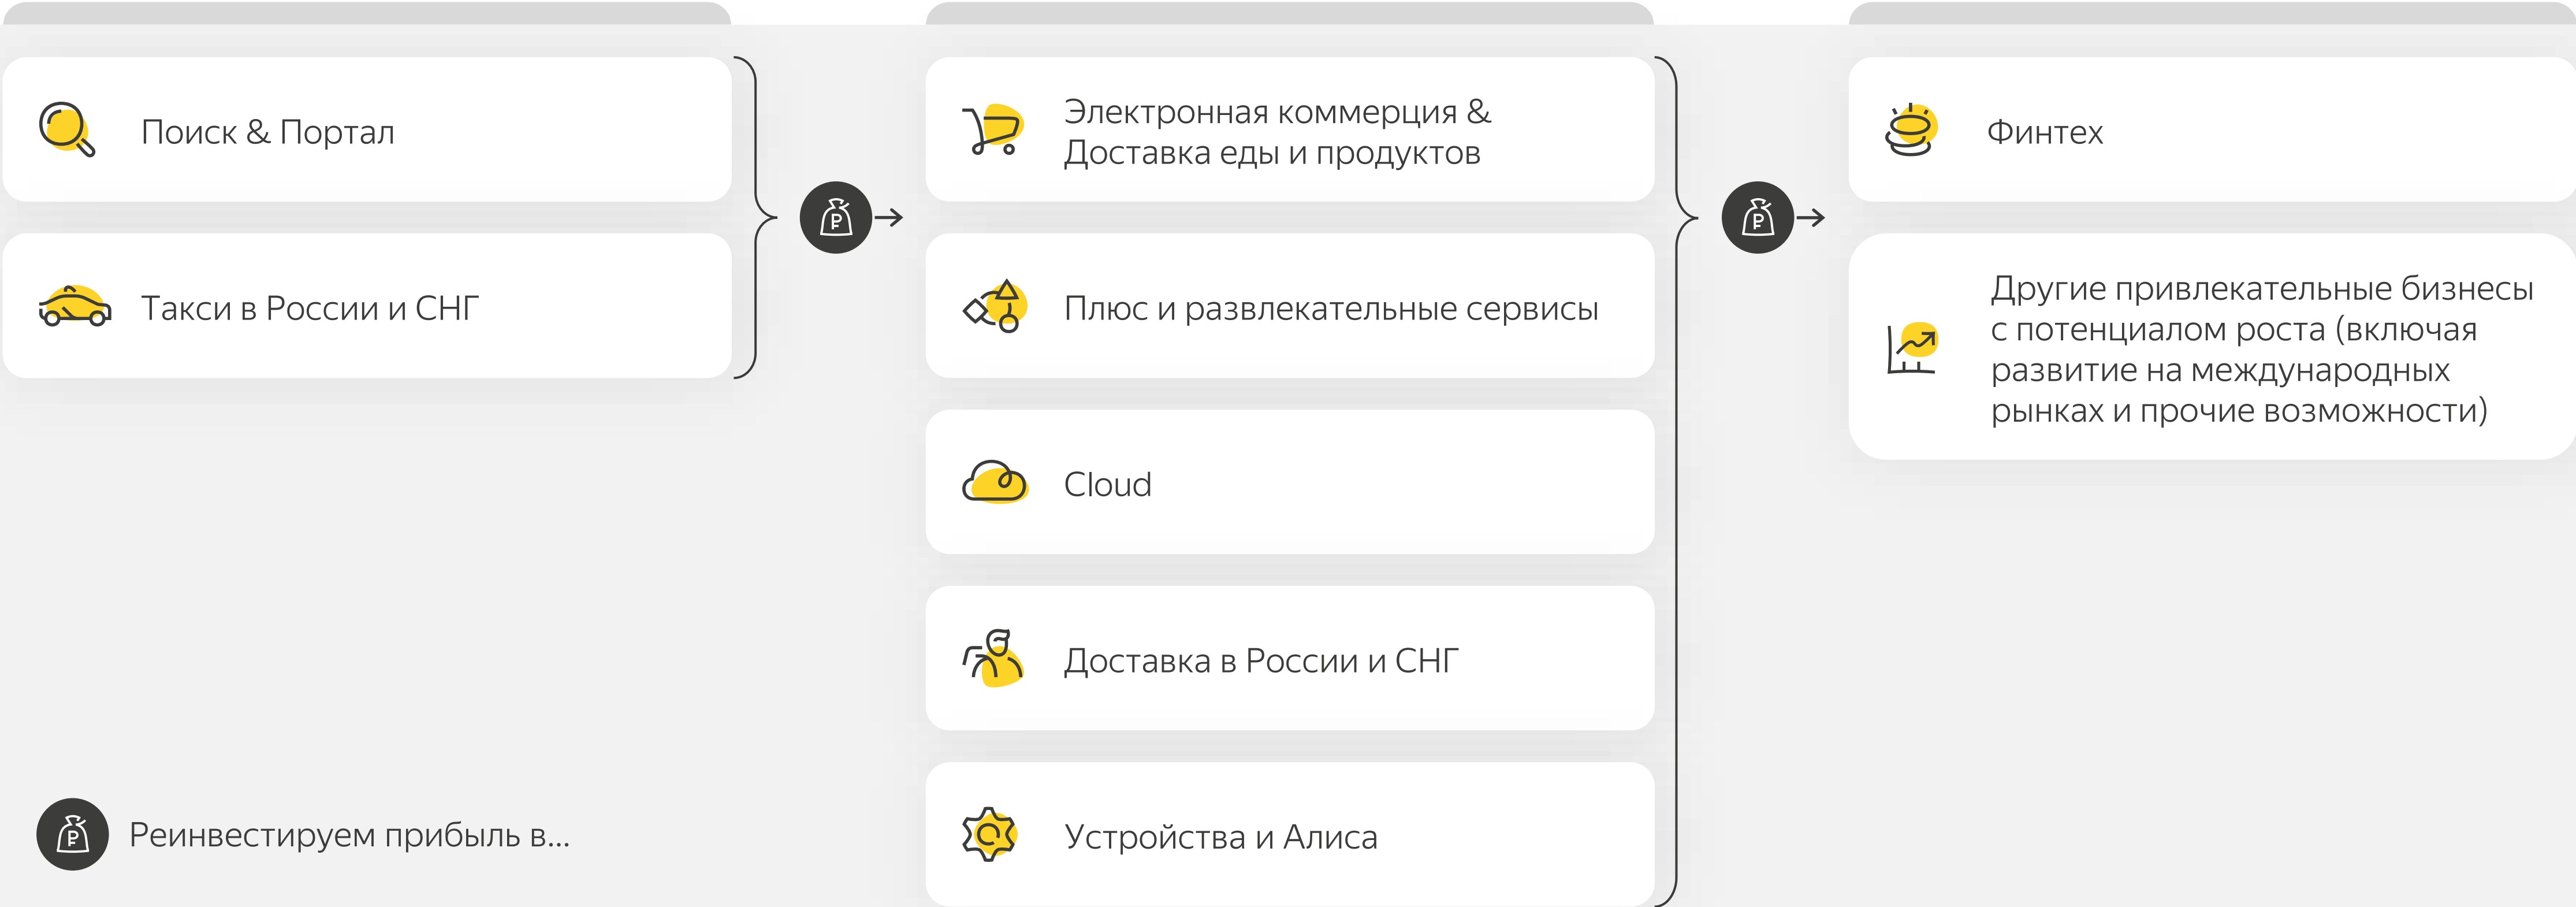 Поиск & Портал
Такси в России и СНГ
Реинвестируем прибыль в...
Электронная коммерция &
Доставка еды и продуктов
Плюс и развлекательные сервисы
Cloud
Доставка в России и СНГ
Устройства и Алиса
Финтех
Другие привлекательные бизнесы
с потенциалом роста (включая
развитие на международных
рынках и прочие возможности)